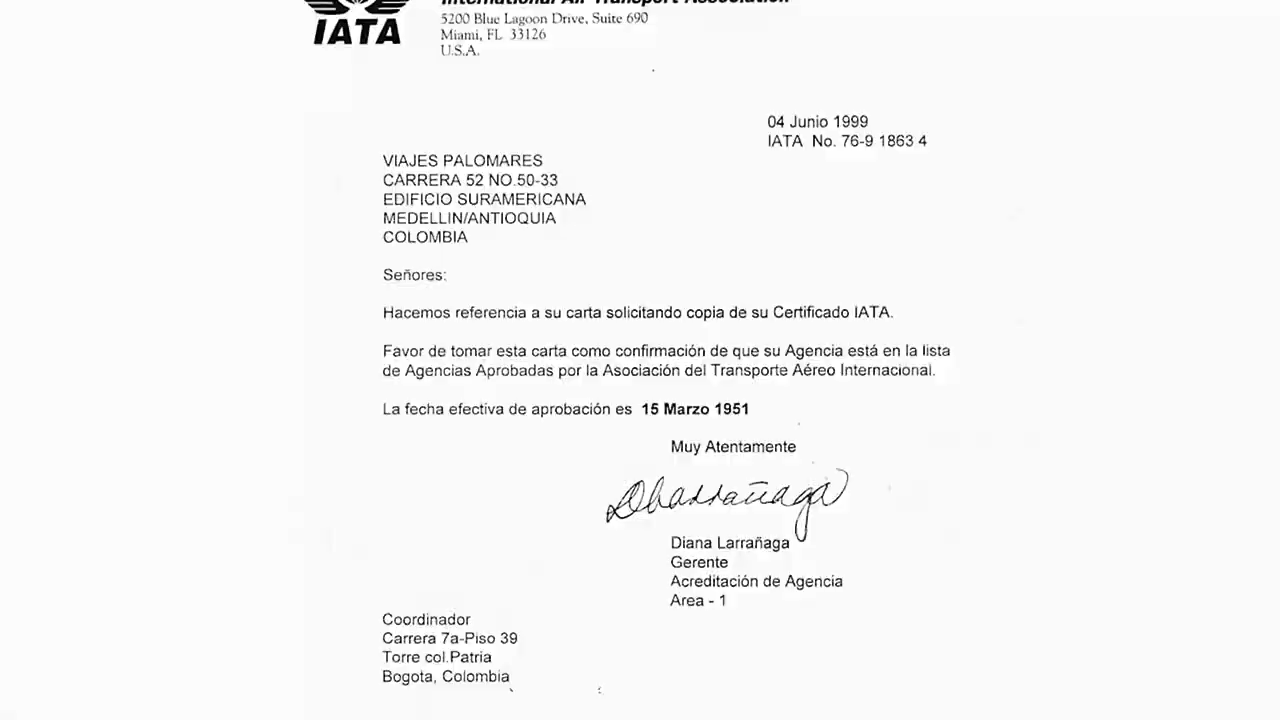 International Air Transport Association
IATA
5200 Blue Lagoon Drive, Suite 690
Miami, FL 33126
U.S.A.
04 Junio 1999
IATA No. 76-9 1863 4
VIAJES PALOMARES
CARRERA 52 NO.50-33
EDIFICIO SURAMERICANA
MEDELLIN/ANTIOQUIA
COLOMBIA
Señores:
Hacemos referencia a su carta solicitando copia de su Certificado IATA.
Favor de tomar esta carta como confirmación de que su Agencia está en la lista
de Agencias Aprobadas por la Asociación del Transporte Aéreo Internacional.
La fecha efectiva de aprobación es 15 Marzo 1951
Muy Atentamente
DLarrañaga
Diana Larrañaga
Gerente
Acreditación de Agencia
Area - 1
Coordinador
Carrera 7a-Piso 39
Torre col.Patria
Bogota, Colombia